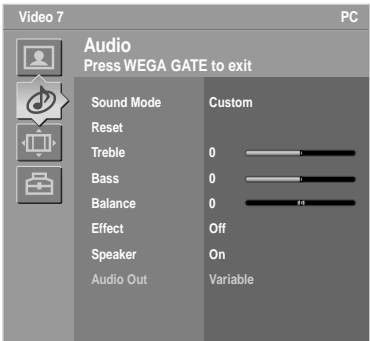 Video 7 PC
Audio
Press WEGA GATE to exit
Sound Mode Custom
Reset
Treble 0
Bass 0
Balance 0
Effect Off
Speaker On
Audio Out Variable